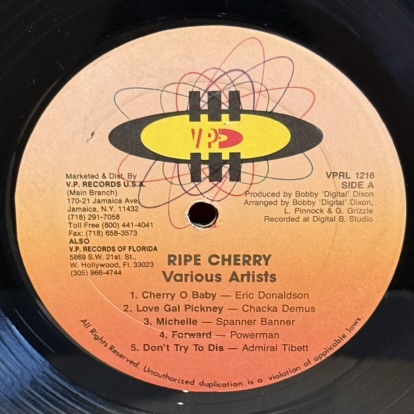 VP
Marketed & Dist. By
V.P. RECORDS U.S.A.
(Main Branch)
170-21 Jamaica Ave.
Jamaica, N.Y. 11432
(718) 291-7058
Toll Free (800) 441-4041
Fax: (718) 658-3573
ALSO
V.P. RECORDS OF FLORIDA
5869 S.W. 21st. St.,
W. Hollywood, Fl. 33023
(305) 966-4744
VPRL 1216
SIDE A
Produced by Bobby 'Digital' Dixon
Arranged by Bobby 'Digital' Dixon,
L. Pinnock & G. Grizzle
Recorded at Digital B. Studio
RIPE CHERRY
Various Artists
1. Cherry O Baby — Eric Donaldson
2. Love Gal Pickney — Chacka Demus
3. Michelle — Spanner Banner
4. Forward — Powerman
5. Don't Try To Dis — Admiral Tibett
All Rights Reserved. Unauthorized duplication is a violation of applicable laws.